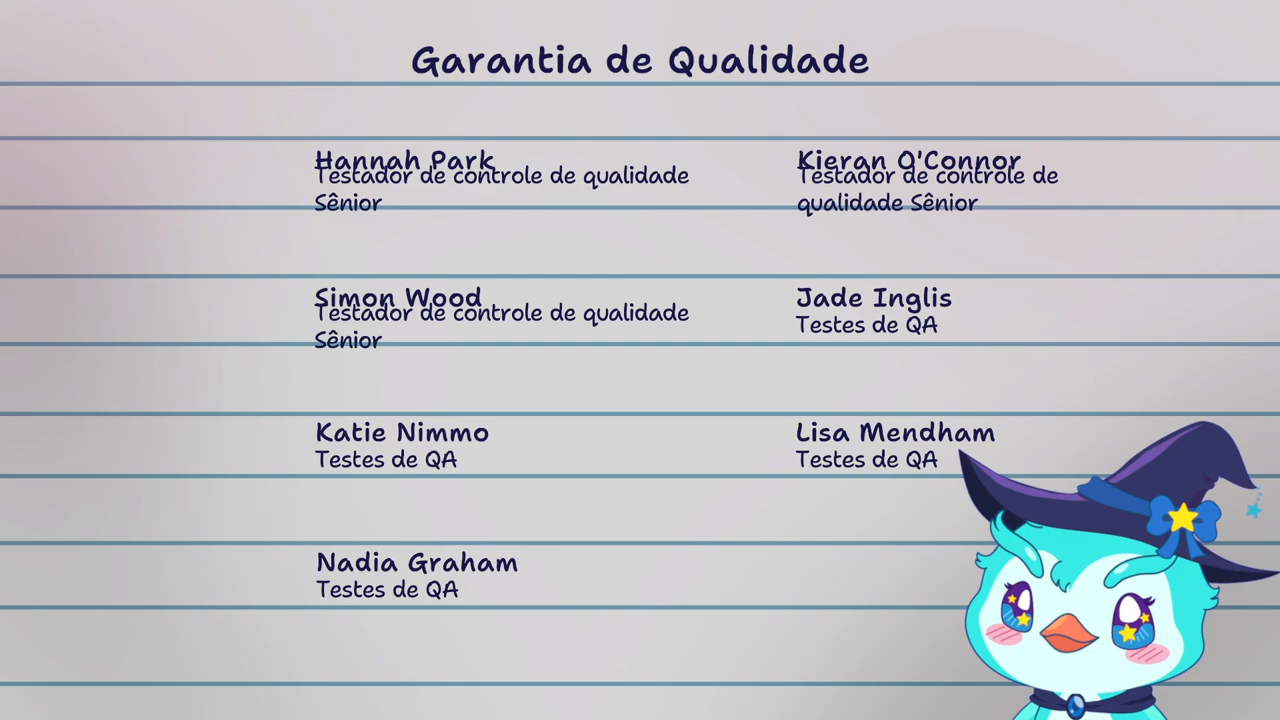 Garantia de Qualidade
Hannah Park
Testador de controle de qualidade
Sênior
Kieran O'Connor
Testador de controle de
qualidade Sênior
Simon Wood
Testador de controle de qualidade
Sênior
Jade Inglis
Testes de QA
Katie Nimmo
Testes de QA
Lisa Mendham
Testes de QA
Nadia Graham
Testes de QA